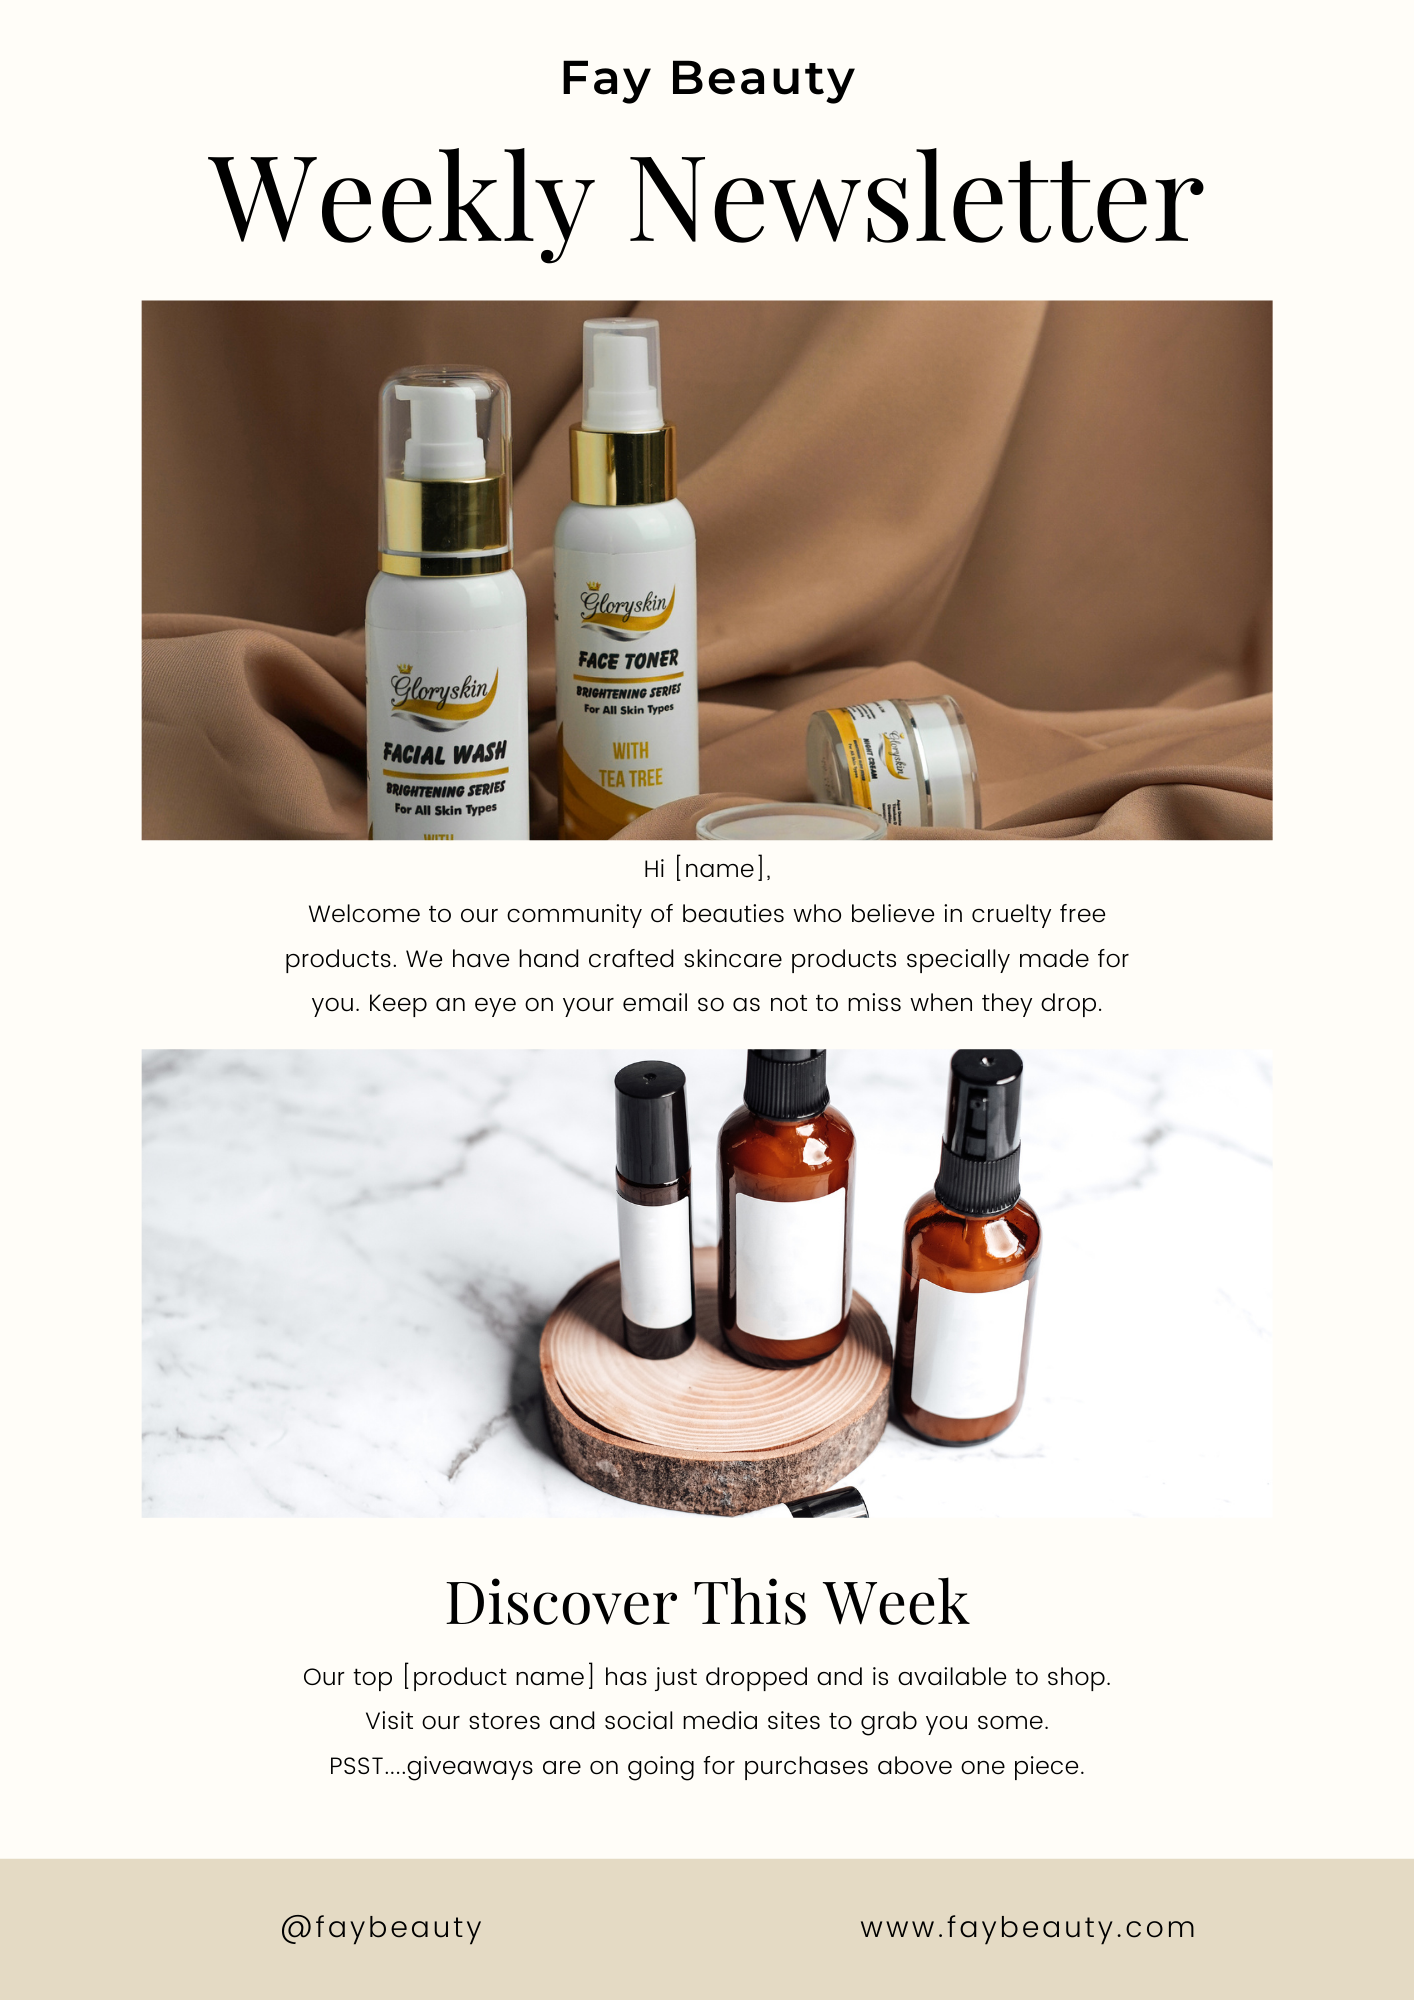 Fay Beauty
Weekly Newsletter
Gloryskin
FACE TONER
BRIGHTENING SERIES
For All Skin Types
WITH
TEA TREE
Gloryskin
FACIAL WASH
BRIGHTENING SERIES
For All Skin Types
WITH
Gloryskin
NIGHT CREAM
Hi [name],
Welcome to our community of beauties who believe in cruelty free
products. We have hand crafted skincare products specially made for
you. Keep an eye on your email so as not to miss when they drop.
Discover This Week
Our top [product name] has just dropped and is available to shop.
Visit our stores and social media sites to grab you some.
PSST....giveaways are on going for purchases above one piece.
@faybeauty
www.faybeauty.com